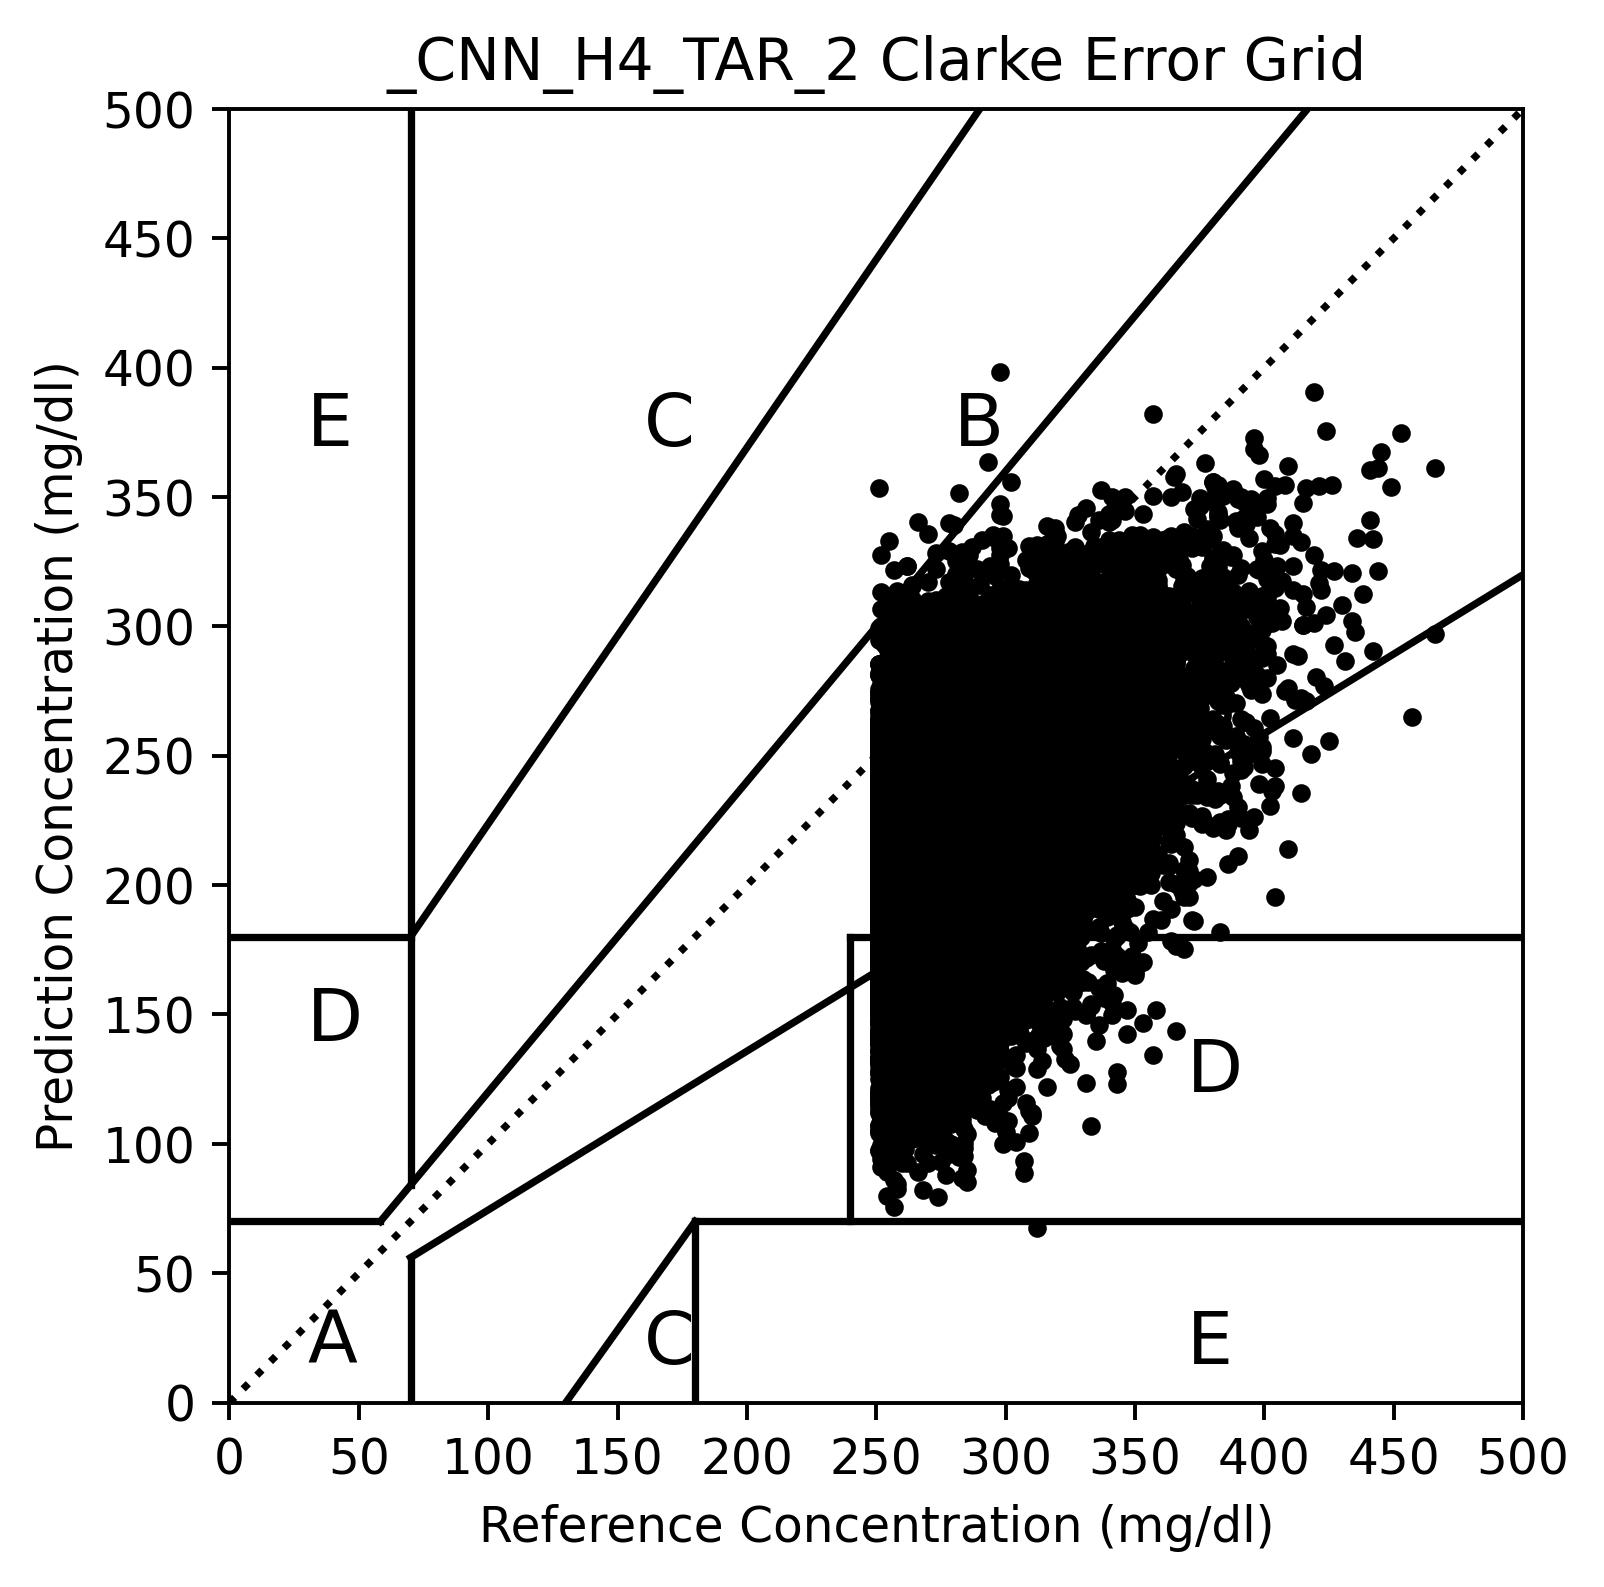 _CNN_H4_TAR_2 Clarke Error Grid
500
450
400
350
300
250
200
150
100
50
0
Prediction Concentration (mg/dl)
E
C
B
D
D
A
C
E
0 50 100 150 200 250 300 350 400 450 500
Reference Concentration (mg/dl)